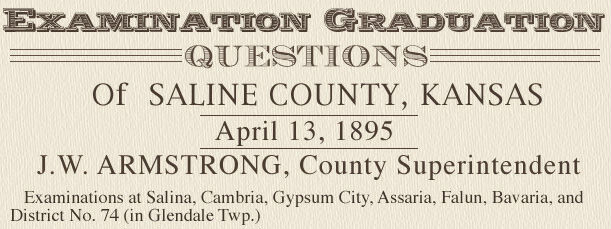 EXAMINATION GRADUATION
QUESTIONS
Of SALINE COUNTY, KANSAS
April 13, 1895
J.W. ARMSTRONG, County Superintendent
Examinations at Salina, Cambria, Gypsum City, Assaria, Falun, Bavaria, and
District No. 74 (in Glendale Twp.)